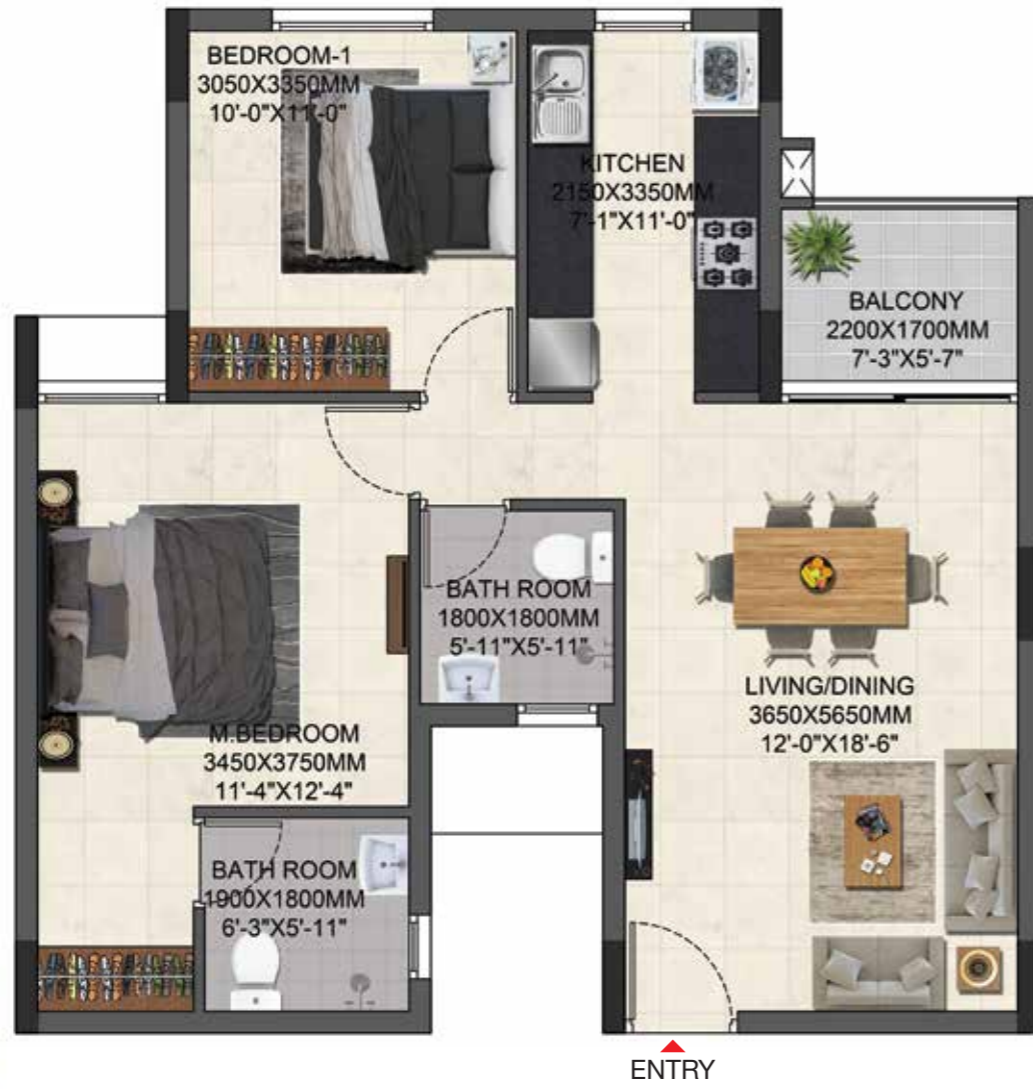 BEDROOM-1
3050X3350MM
10'-0"X11'-0"
KITCHEN
2150X3350MM
7'-1"X11'-0"
BALCONY
2200X1700MM
7'-3"X5'-7"
BATH ROOM
1800X1800MM
5'-11"X5'-11"
LIVING/DINING
3650X5650MM
12'-0"X18'-6"
M.BEDROOM
3450X3750MM
11'-4"X12'-4"
BATH ROOM
1900X1800MM
6'-3"X5'-11"
ENTRY